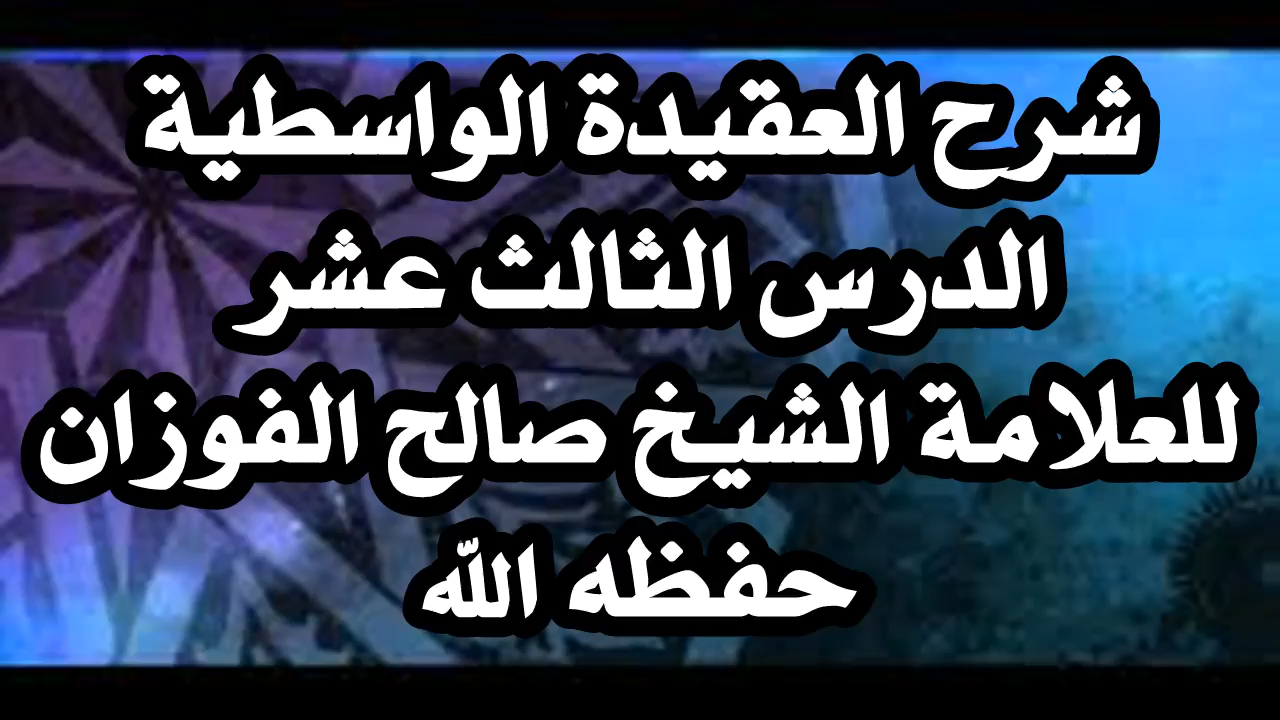 شرح العقيدة الواسطية
الدرس الثالث عشر
للعلامة الشيخ صالح الفوزان
حفظه الله